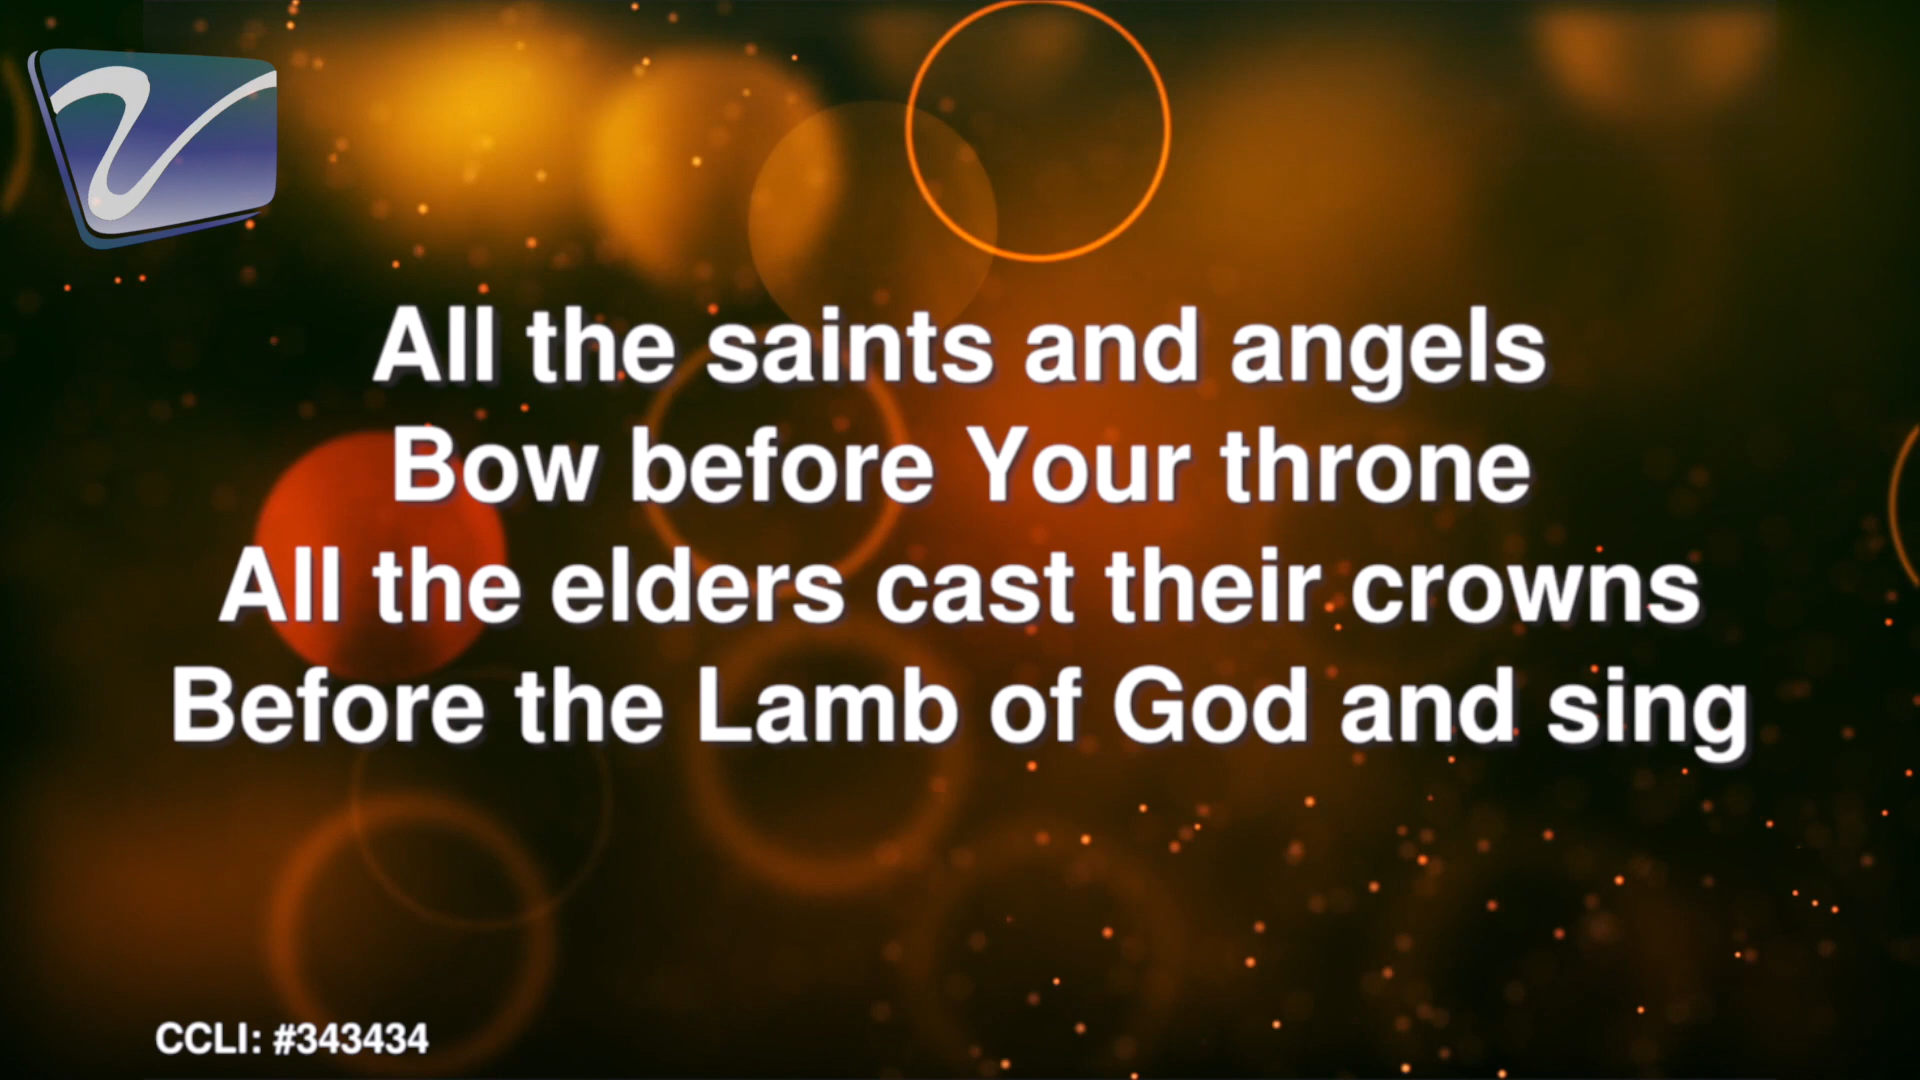 All the saints and angels
Bow before Your throne
All the elders cast their crowns
Before the Lamb of God and sing
CCLI: #343434